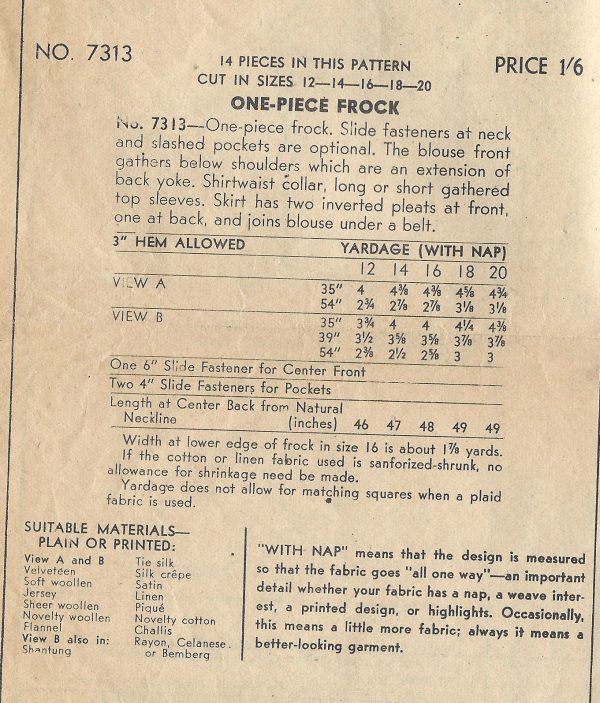 NO. 7313
14 PIECES IN THIS PATTERN
PRICE 1/6
CUT IN SIZES 12—14—16—18—20
ONE-PIECE FROCK
No. 7313—One-piece frock. Slide fasteners at neck
and slashed pockets are optional. The blouse front
gathers below shoulders which are an extension of
back yoke. Shirtwaist collar, long or short gathered
top sleeves. Skirt has two inverted pleats at front,
one at back, and joins blouse under a belt.
3" HEM ALLOWED YARDAGE (WITH NAP)
12 14 16 18 20
VIEW A 35" 4 4⅜ 4⅜ 4⅝ 4¾
54" 2¾ 2⅞ 2⅞ 3⅛ 3⅛
VIEW B 35" 3¾ 4 4 4¼ 4⅜
39" 3½ 3⅝ 3⅝ 3⅞ 3⅞
54" 2⅜ 2½ 2⅝ 3 3
One 6" Slide Fastener for Center Front
Two 4" Slide Fasteners for Pockets
Length at Center Back from Natural
Neckline (inches) 46 47 48 49 49
Width at lower edge of frock in size 16 is about 1⅞ yards.
If the cotton or linen fabric used is sanforized-shrunk, no
allowance for shrinkage need be made.
Yardage does not allow for matching squares when a plaid
fabric is used.
SUITABLE MATERIALS—
PLAIN OR PRINTED:
View A and B
Velveteen
Soft woollen
Jersey
Sheer woollen
Novelty woollen
Flannel
View B also in:
Shantung
Tie silk
Silk crêpe
Satin
Linen
Piqué
Novelty cotton
Challis
Rayon, Celanese
or Bemberg
"WITH NAP" means that the design is measured
so that the fabric goes "all one way"—an important
detail whether your fabric has a nap, a weave inter-
est, a printed design, or highlights. Occasionally,
this means a little more fabric; always it means a
better-looking garment.